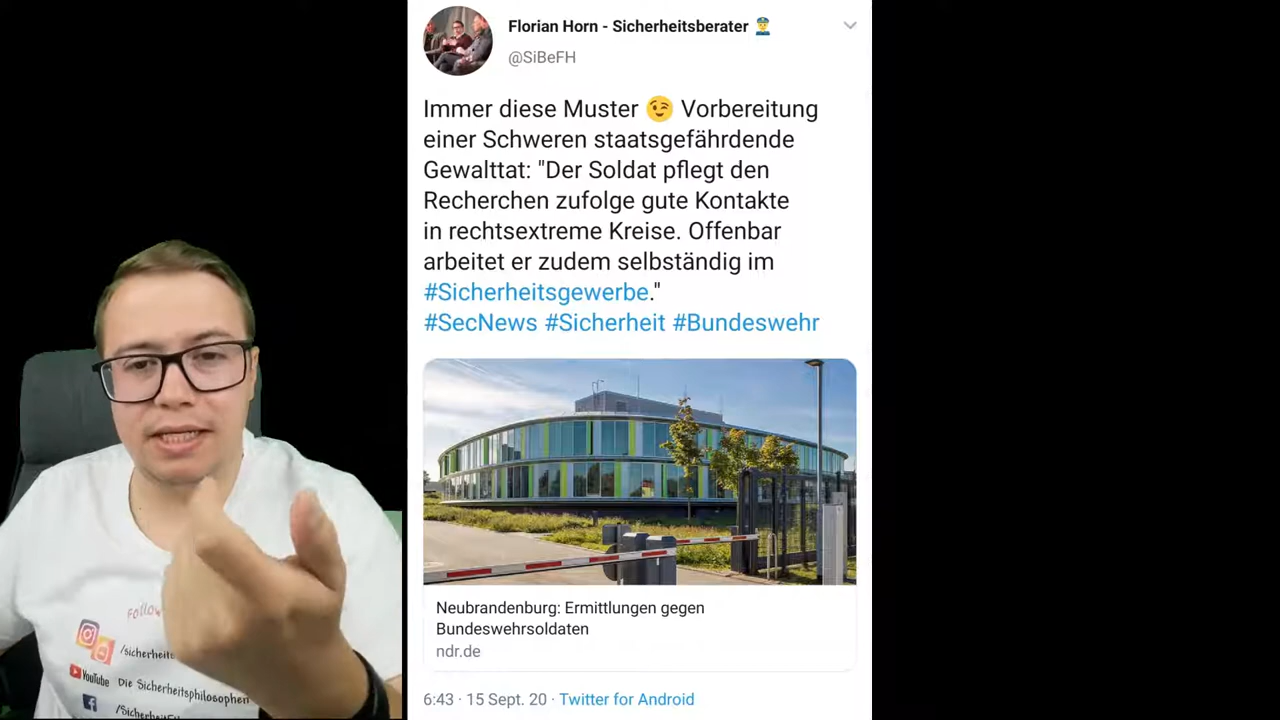 Florian Horn - Sicherheitsberater
@SiBeFH
Immer diese Muster 😉 Vorbereitung
einer Schweren staatsgefährdende
Gewalttat: "Der Soldat pflegt den
Recherchen zufolge gute Kontakte
in rechtsextreme Kreise. Offenbar
arbeitet er zudem selbständig im
#Sicherheitsgewerbe."
#SecNews #Sicherheit #Bundeswehr
Neubrandenburg: Ermittlungen gegen
Bundeswehrsoldaten
ndr.de
6:43 · 15 Sept. 20 · Twitter for Android
YouTube Die Sicherheitsphilosophen